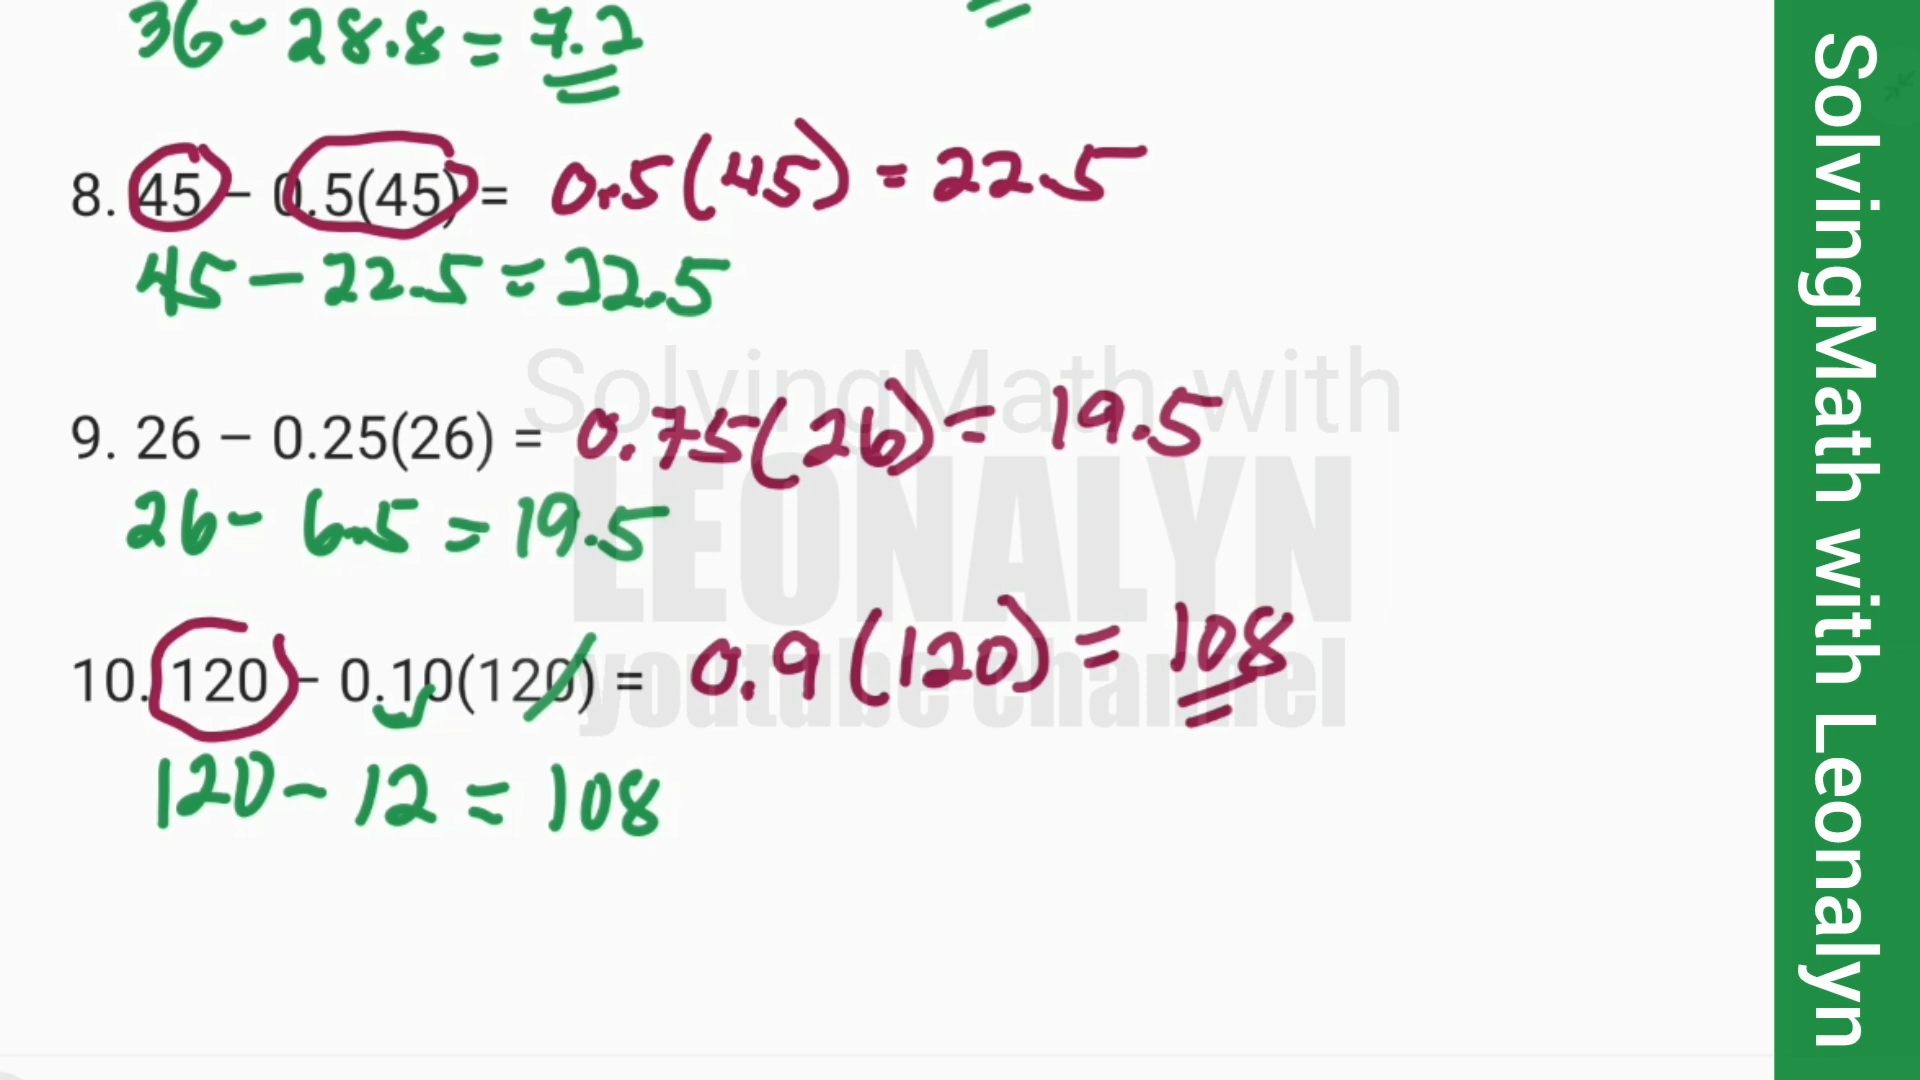 36 - 28.8 = 7.2
8. 45 – 0.5(45) = 0.5(45) = 22.5
45 - 22.5 = 22.5
SolvingMath with
9. 26 – 0.25(26) = 0.75(26) = 19.5
LEONALYN
26 - 6.5 = 19.5
10. 120 – 0.10(120) = 0.9(120) = 108
youtube channel
120 - 12 = 108
SolvingMath with Leonalyn